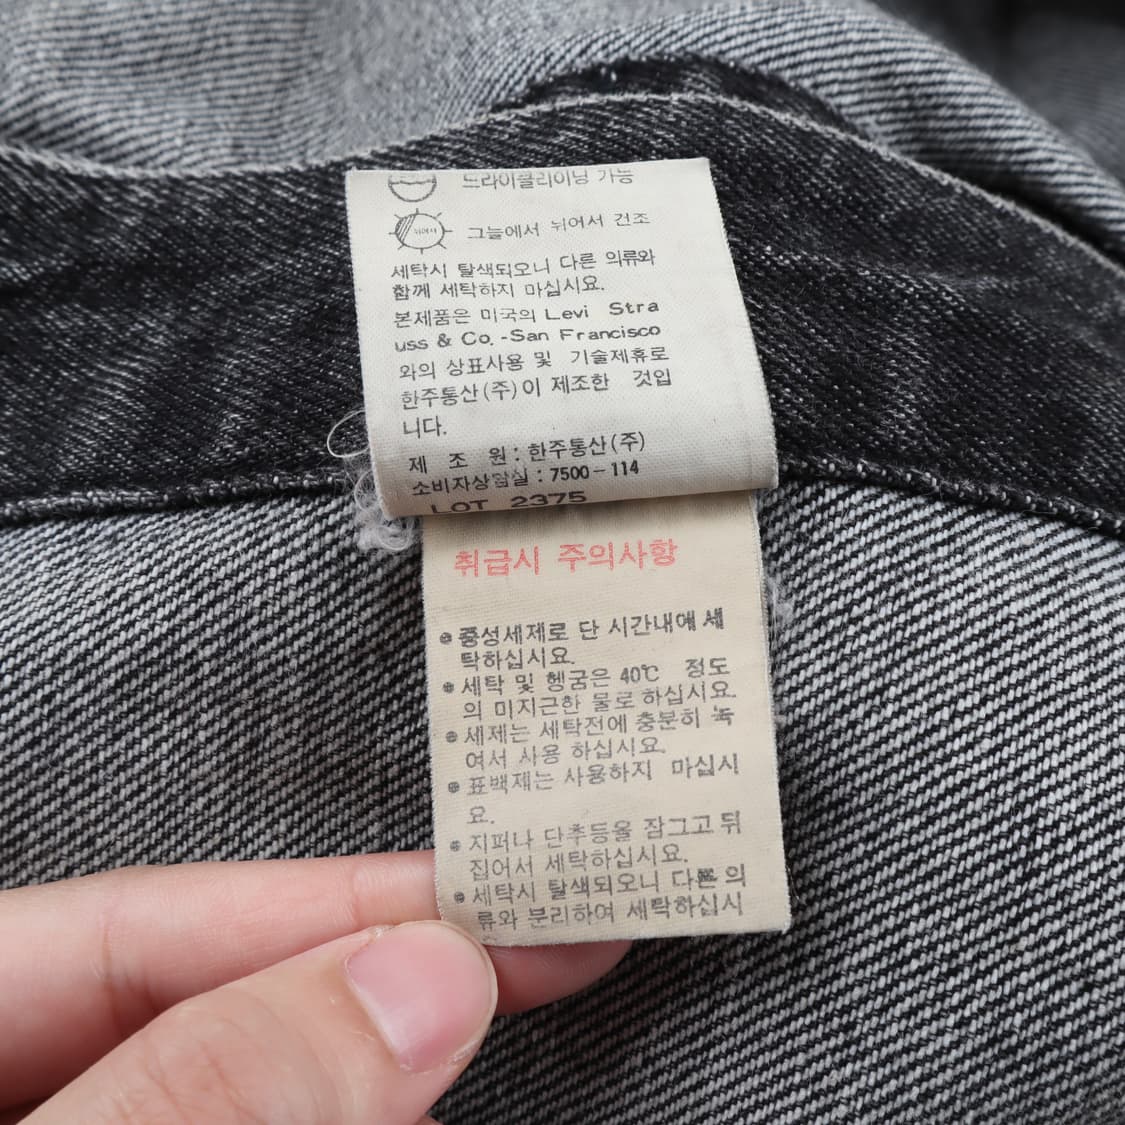 드라이클리닝 가능
뉘어서
그늘에서 뉘어서 건조
세탁시 탈색되오니 다른 의류와
함께 세탁하지 마십시요.
본제품은 미국의 Levi Stra
uss & Co. -San Francisco
와의 상표사용 및 기술제휴로
한주통산(주)이 제조한 것입
니다.
제 조 원 : 한주통산(주)
소비자상담실 : 7500-114
LOT 2375
취급시 주의사항
● 중성세제로 단 시간내에 세
탁하십시요.
● 세탁 및 헹굼은 40℃ 정도
의 미지근한 물로 하십시요.
● 세제는 세탁전에 충분히 녹
여서 사용 하십시요.
● 표백제는 사용하지 마십시
요.
● 지퍼나 단추등을 잠그고 뒤
집어서 세탁하십시요.
● 세탁시 탈색되오니 다른 의
류와 분리하여 세탁하십시